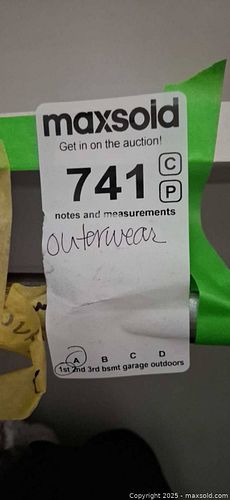 maxsold
Get in on the auction!
741 C
P
notes and measurements
outerwear
A B C D
1st 2nd 3rd bsmt garage outdoors
Copyright © 2025 - maxsold.com